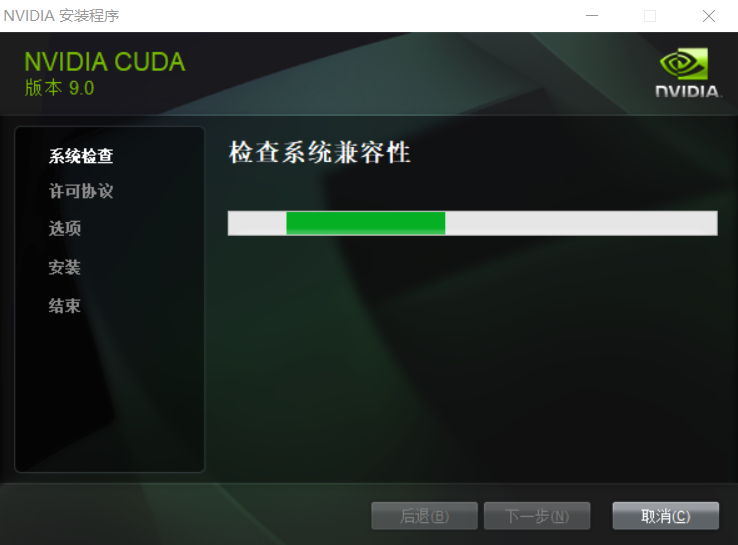 NVIDIA 安装程序
NVIDIA CUDA
版本 9.0
NVIDIA.
系统检查
许可协议
选项
安装
结束
检查系统兼容性
后退(B)
下一步(N)
取消(C)